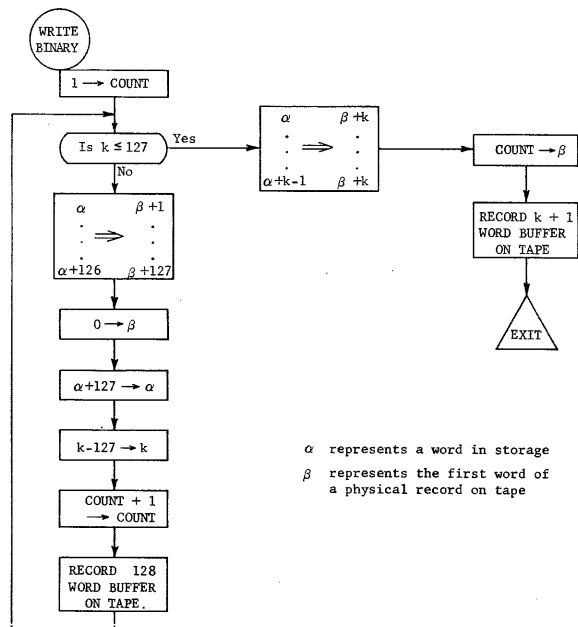 WRITE
BINARY
1 → COUNT
Is k ≤ 127
Yes
No
α β+k
. .
. ⇒ .
. .
α+k-1 β+k
COUNT → β
RECORD k + 1
WORD BUFFER
ON TAPE
EXIT
α β+1
. .
. ⇒ .
. .
α+126 β+127
0 → β
α+127 → α
k-127 → k
COUNT + 1
→ COUNT
RECORD 128
WORD BUFFER
ON TAPE.
α represents a word in storage
β represents the first word of
a physical record on tape